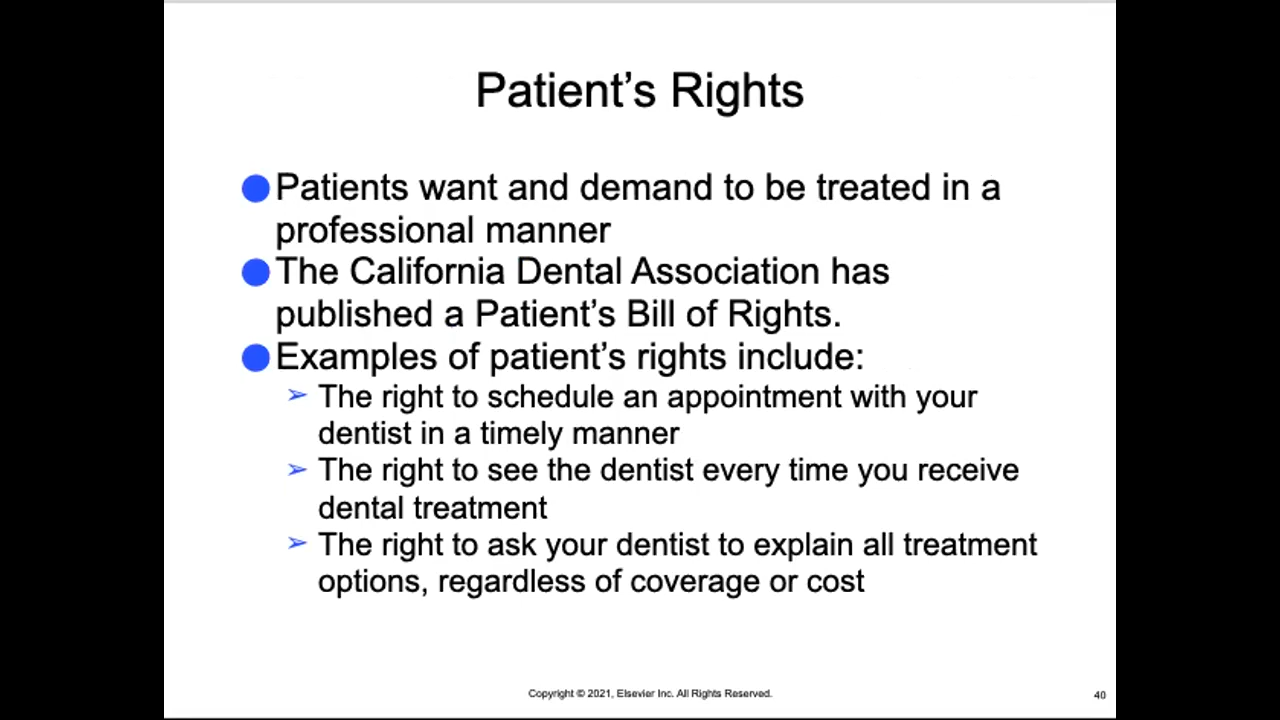 Patient’s Rights
Patients want and demand to be treated in a
professional manner
The California Dental Association has
published a Patient’s Bill of Rights.
Examples of patient’s rights include:
The right to schedule an appointment with your
dentist in a timely manner
The right to see the dentist every time you receive
dental treatment
The right to ask your dentist to explain all treatment
options, regardless of coverage or cost
Copyright © 2021, Elsevier Inc. All Rights Reserved.
40